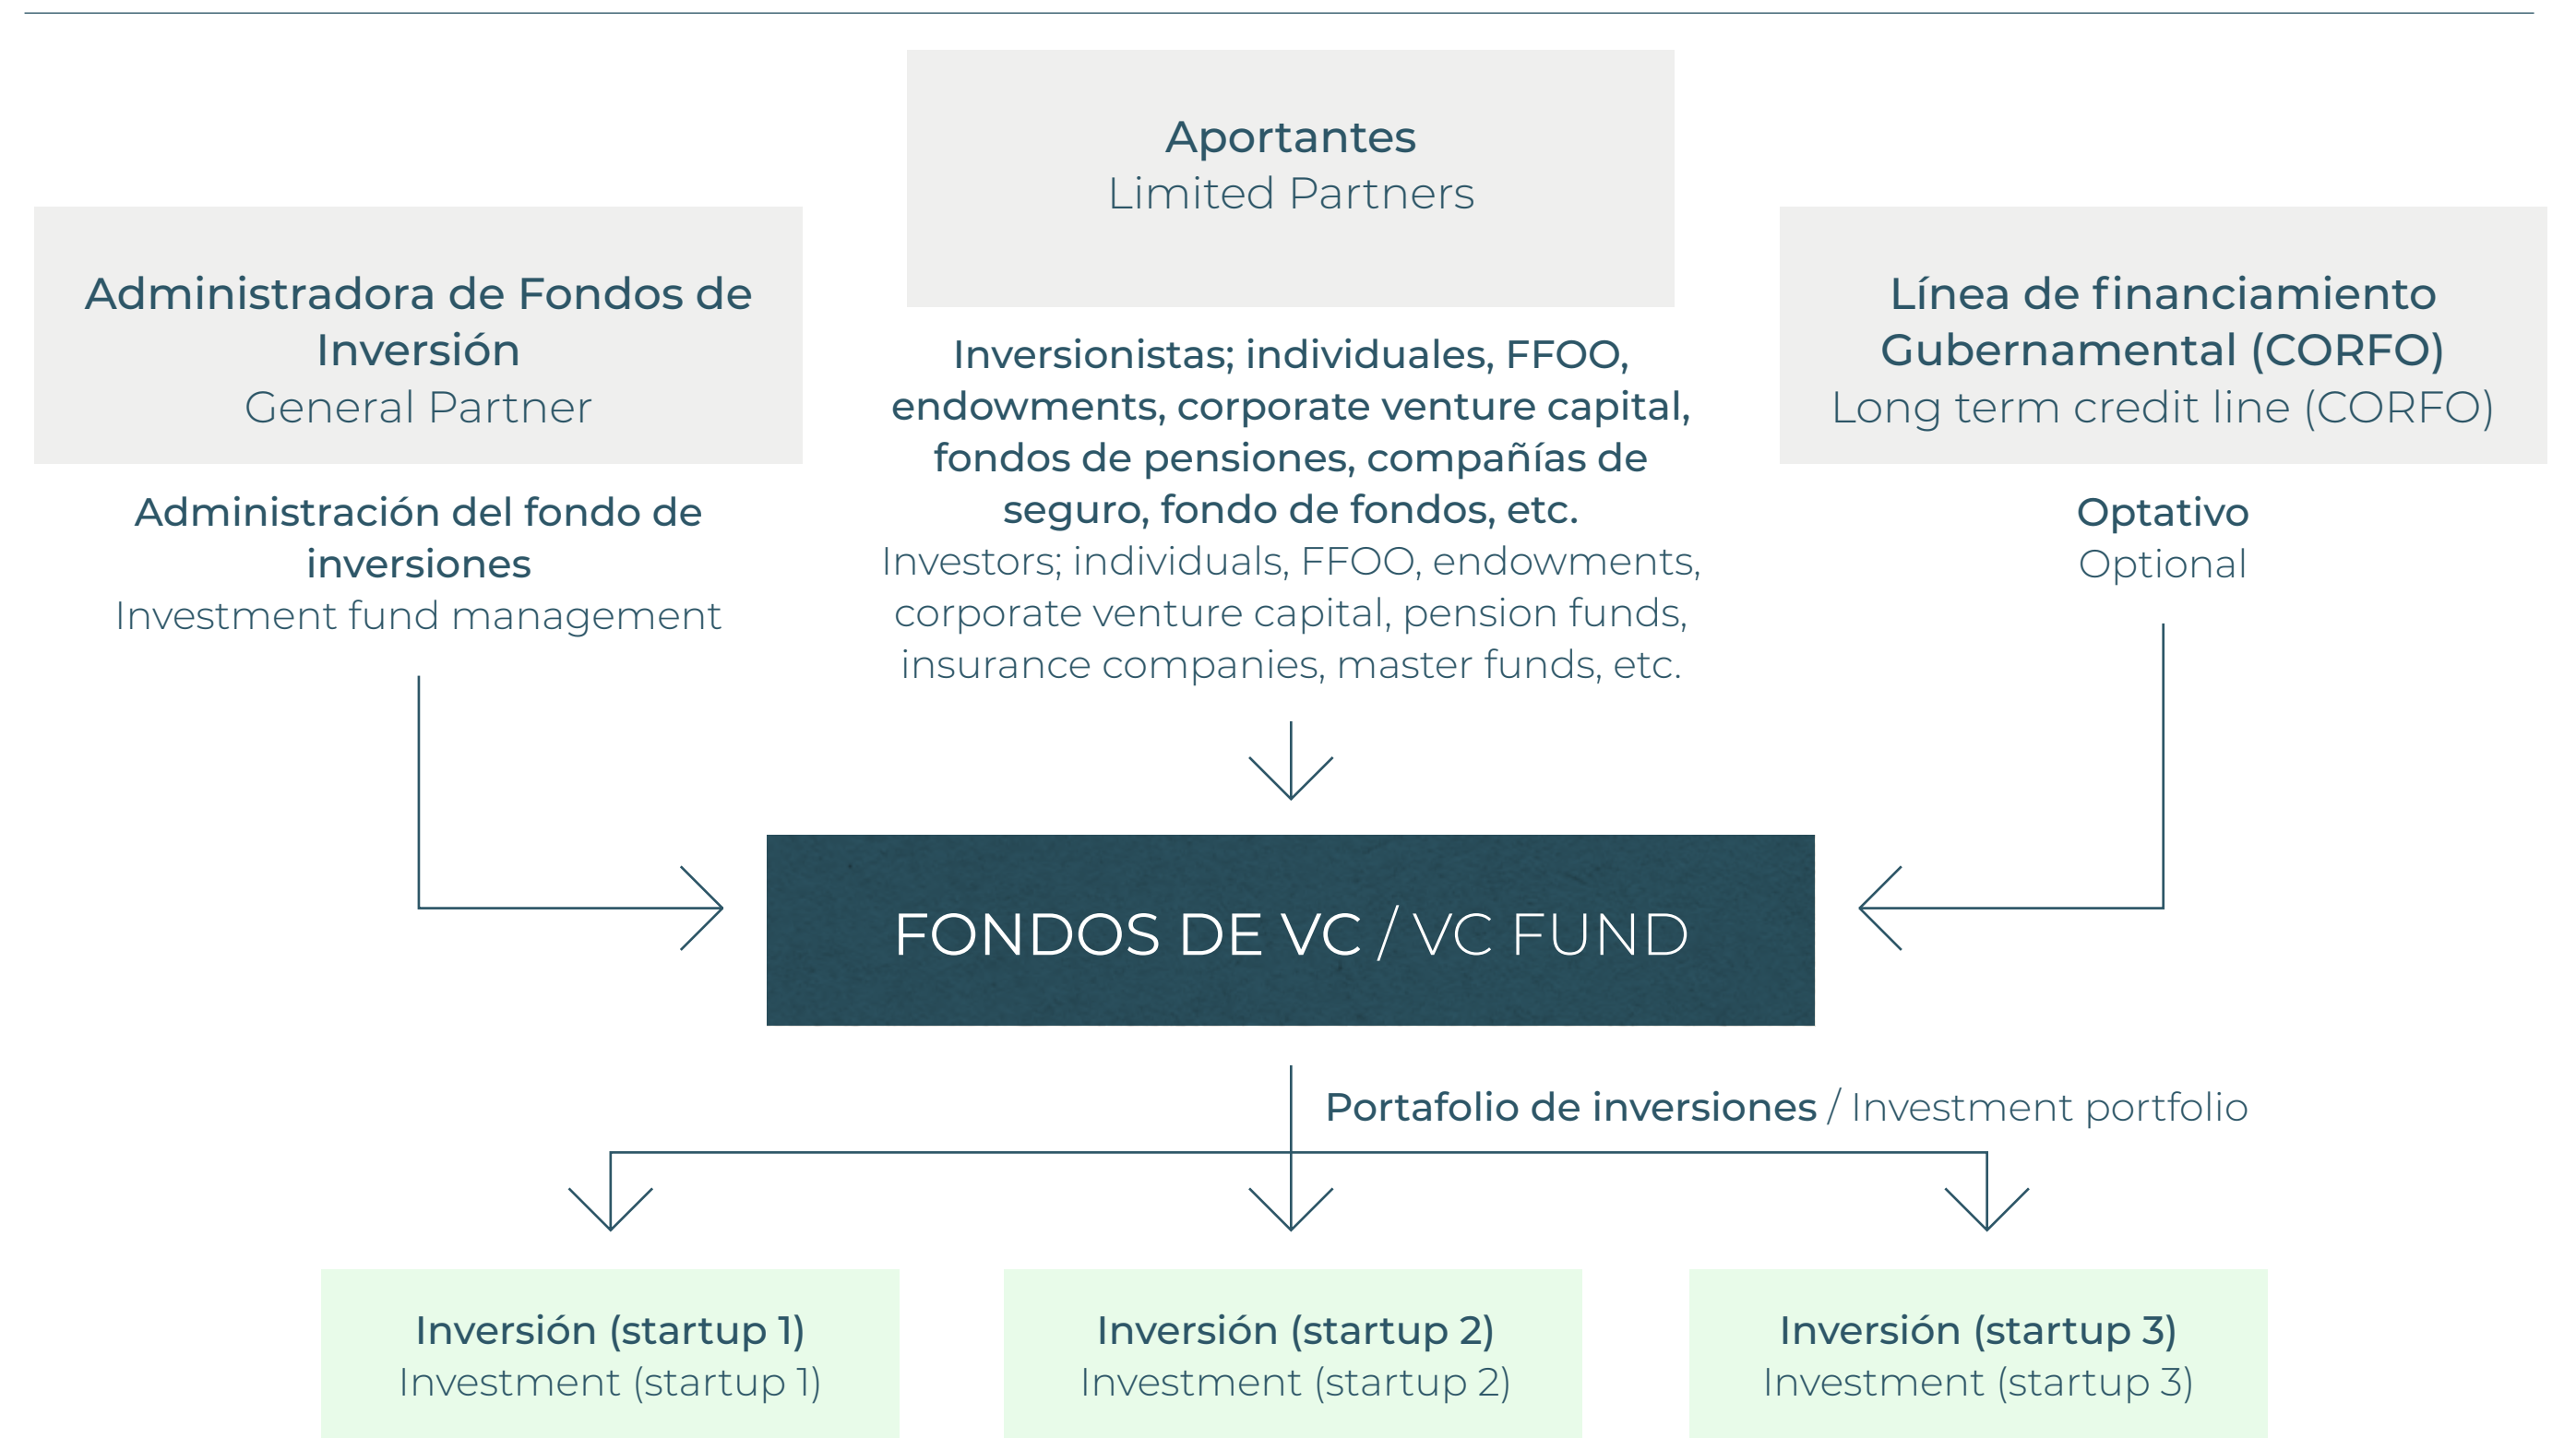 Aportantes
Limited Partners
Administradora de Fondos de
Inversión
General Partner
Línea de financiamiento
Gubernamental (CORFO)
Long term credit line (CORFO)
Inversionistas; individuales, FFOO,
endowments, corporate venture capital,
fondos de pensiones, compañías de
seguro, fondo de fondos, etc.
Investors; individuals, FFOO, endowments,
corporate venture capital, pension funds,
insurance companies, master funds, etc.
Administración del fondo de
inversiones
Investment fund management
Optativo
Optional
FONDOS DE VC / VC FUND
Portafolio de inversiones / Investment portfolio
Inversión (startup 1)
Investment (startup 1)
Inversión (startup 2)
Investment (startup 2)
Inversión (startup 3)
Investment (startup 3)